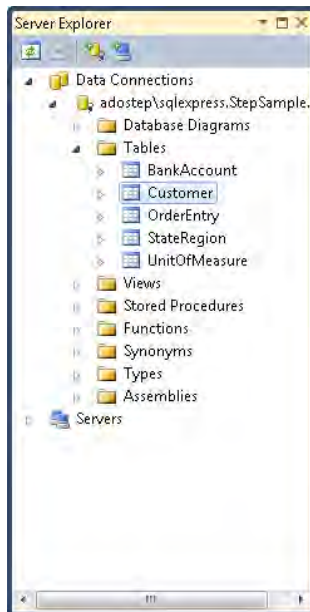 Server Explorer
Data Connections
adostep\sqlexpress.StepSample.
Database Diagrams
Tables
BankAccount
Customer
OrderEntry
StateRegion
UnitOfMeasure
Views
Stored Procedures
Functions
Synonyms
Types
Assemblies
Servers